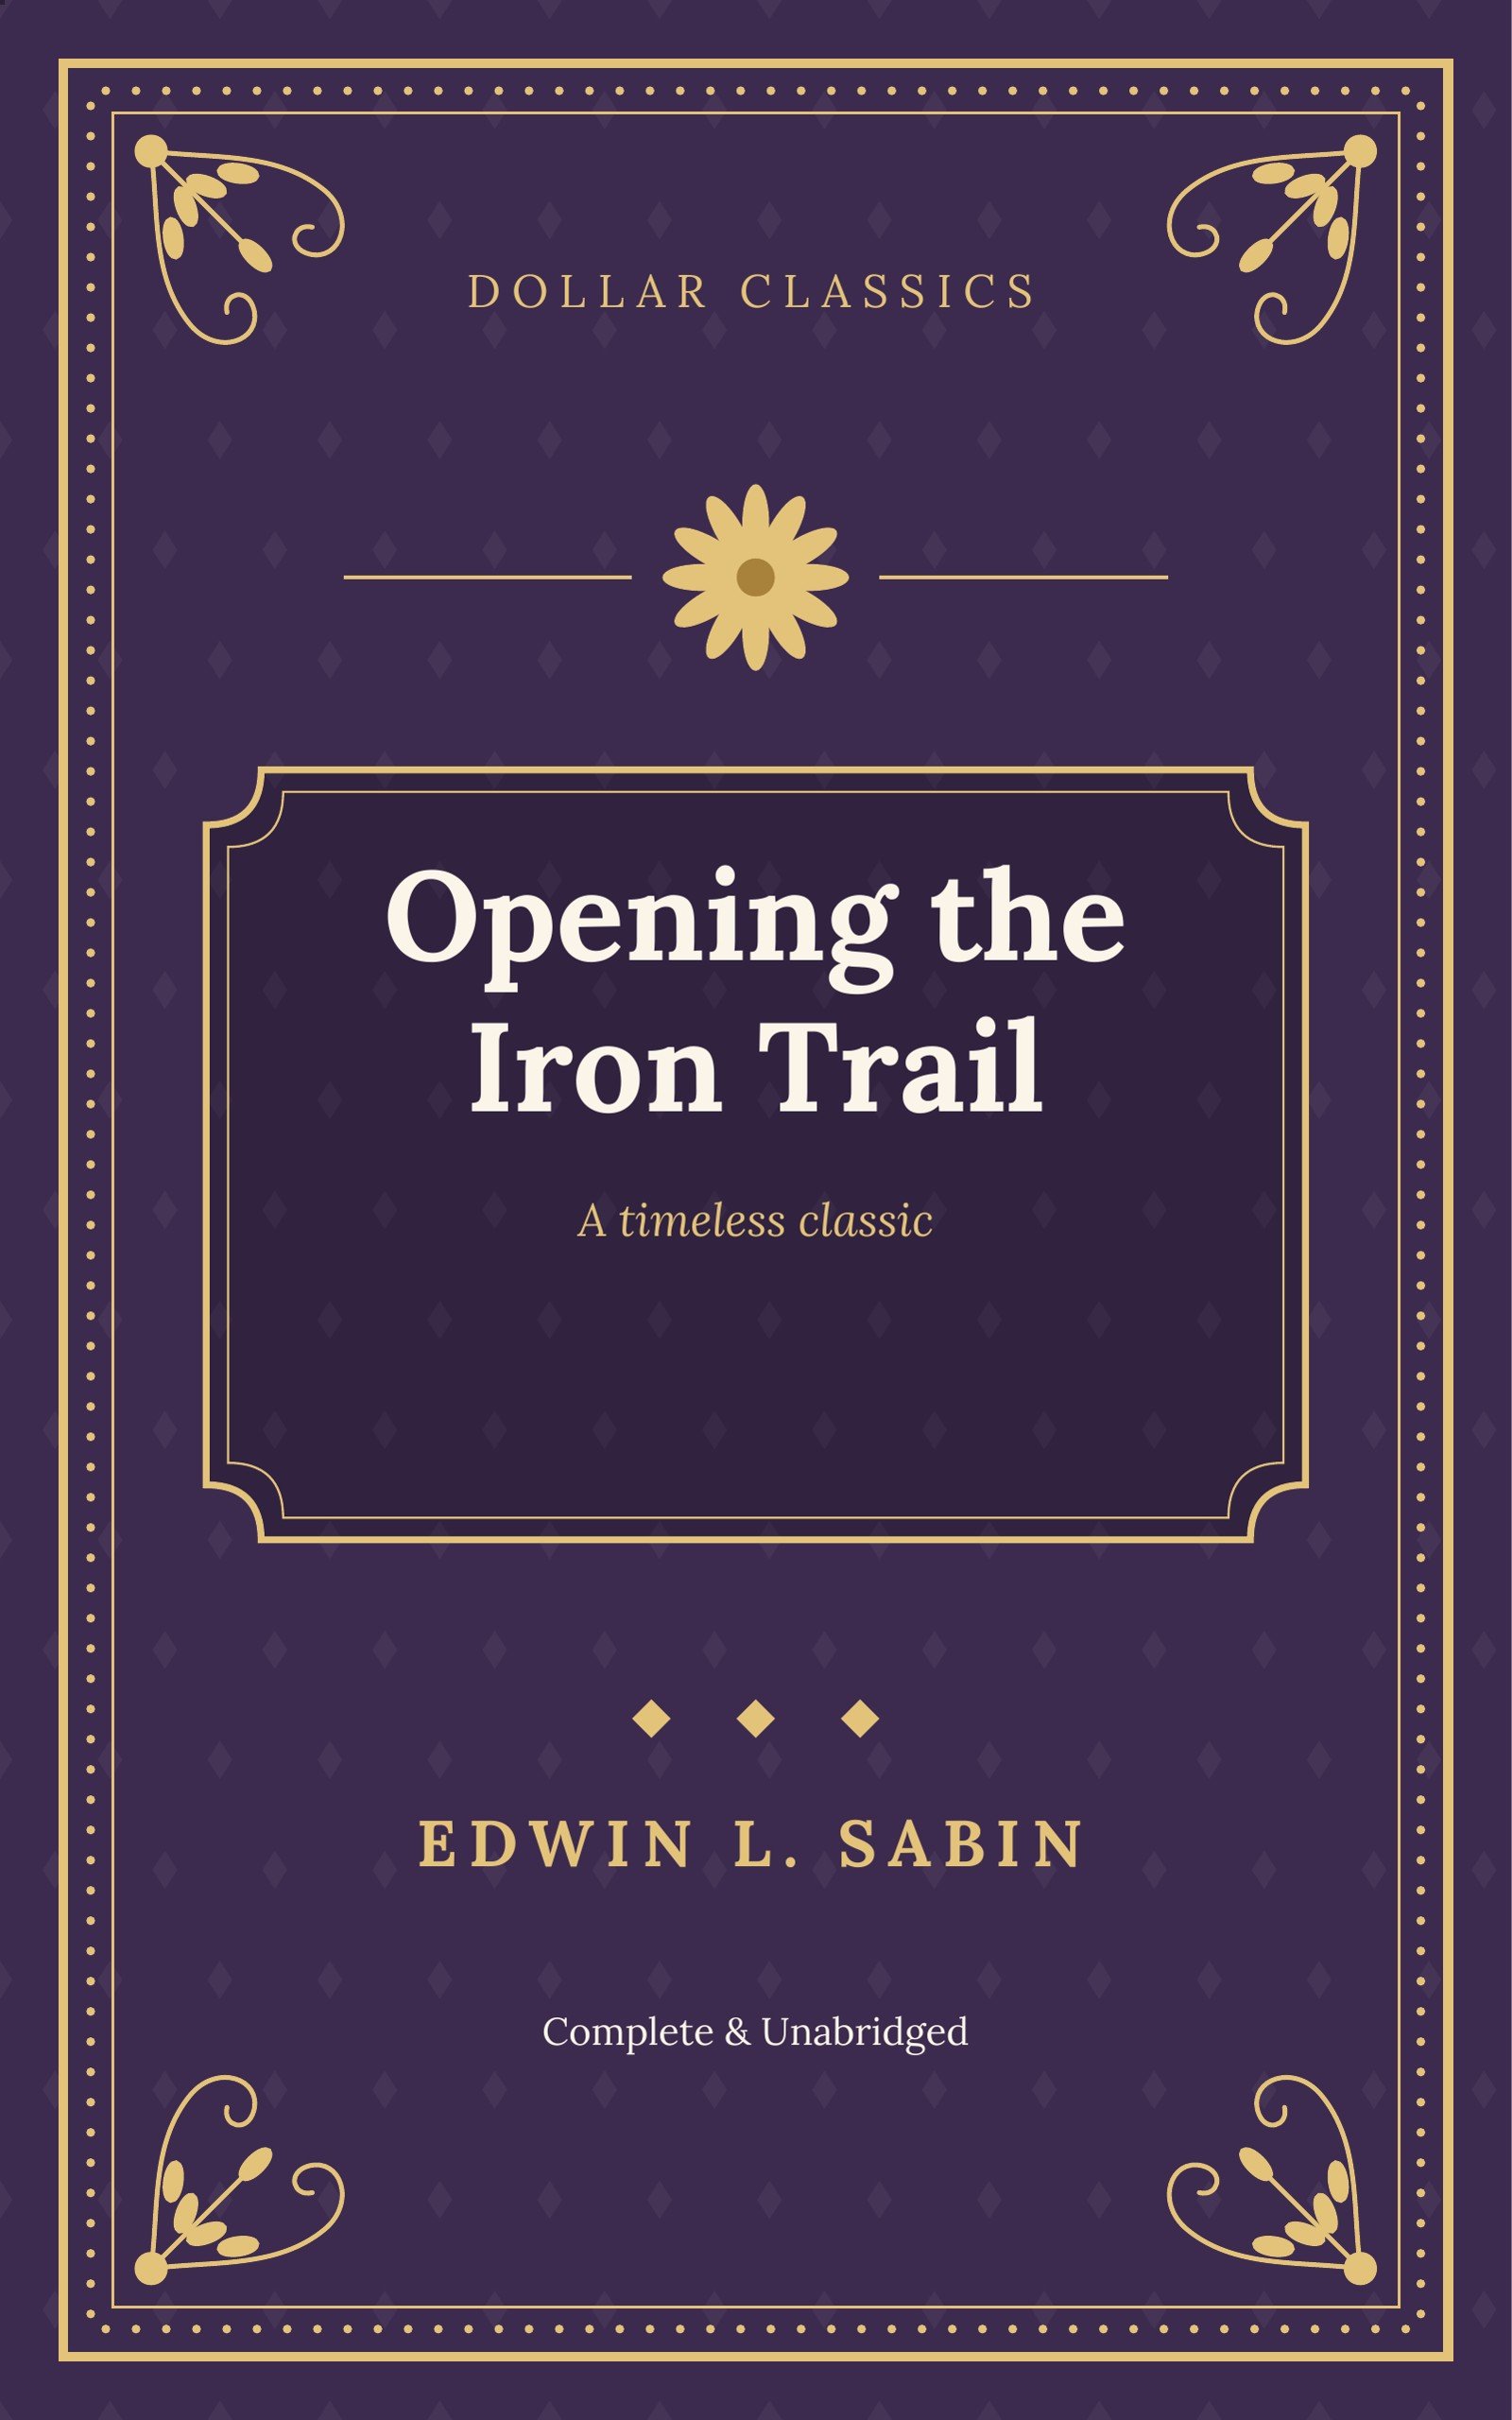 DOLLAR CLASSICS
Opening the
Iron Trail
A timeless classic
EDWIN L. SABIN
Complete & Unabridged